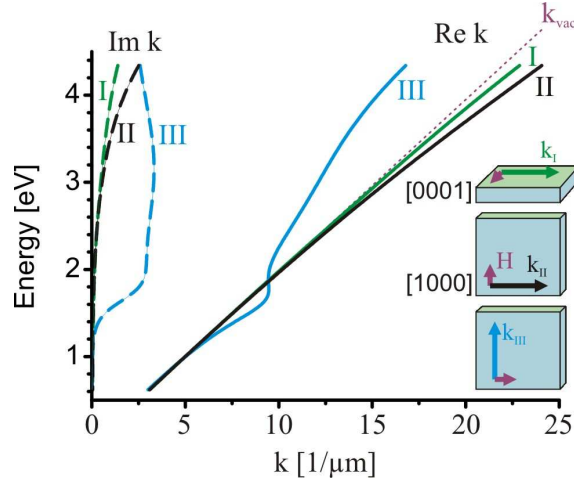 Im k
Re k
k_vac
I
II
III
III
I
II
4
3
2
1
Energy [eV]
[0001]
k_I
[1000]
H
k_II
k_III
0
5
10
15
20
25
k [1/µm]